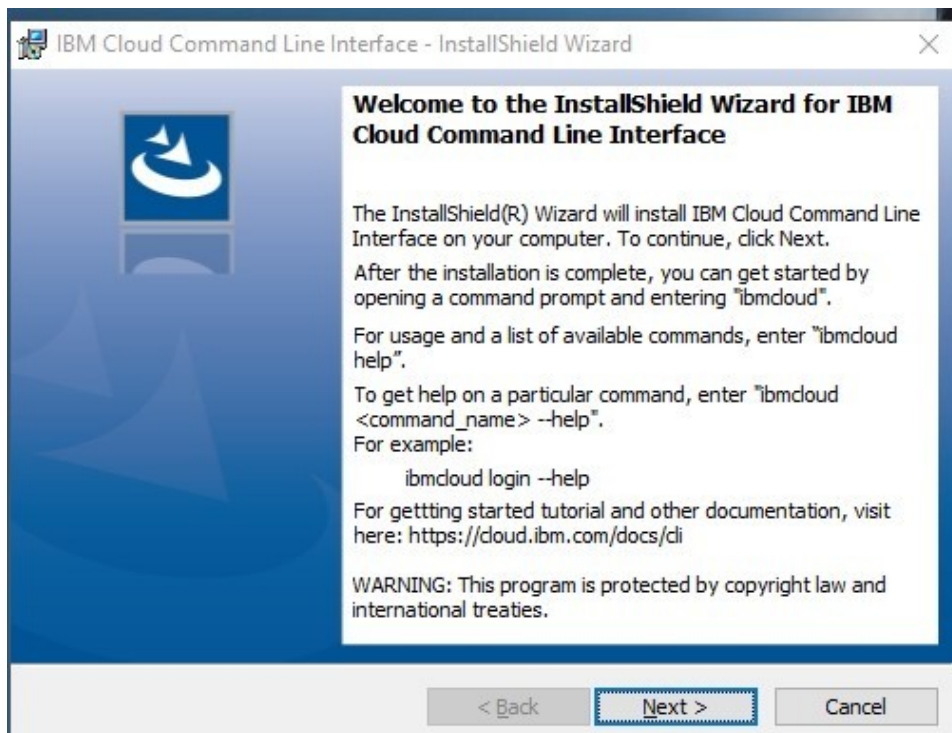 IBM Cloud Command Line Interface - InstallShield Wizard
Welcome to the InstallShield Wizard for IBM
Cloud Command Line Interface
The InstallShield(R) Wizard will install IBM Cloud Command Line
Interface on your computer. To continue, click Next.
After the installation is complete, you can get started by
opening a command prompt and entering "ibmcloud".
For usage and a list of available commands, enter “ibmcloud
help”.
To get help on a particular command, enter "ibmcloud
<command_name> --help".
For example:
ibmcloud login --help
For gettting started tutorial and other documentation, visit
here: https://cloud.ibm.com/docs/cli
WARNING: This program is protected by copyright law and
international treaties.
< Back
Next >
Cancel